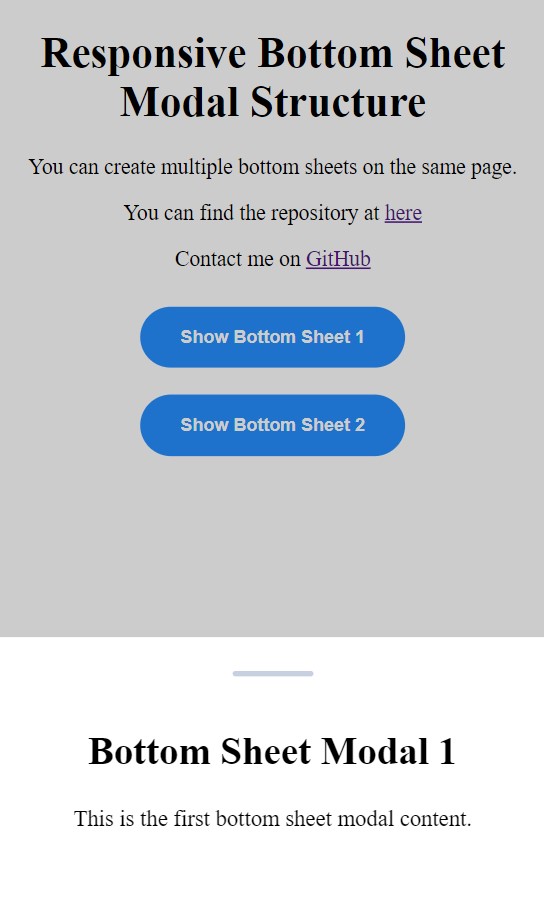 Responsive Bottom Sheet
Modal Structure
You can create multiple bottom sheets on the same page.
You can find the repository at here
Contact me on GitHub
Show Bottom Sheet 1
Show Bottom Sheet 2
Bottom Sheet Modal 1
This is the first bottom sheet modal content.